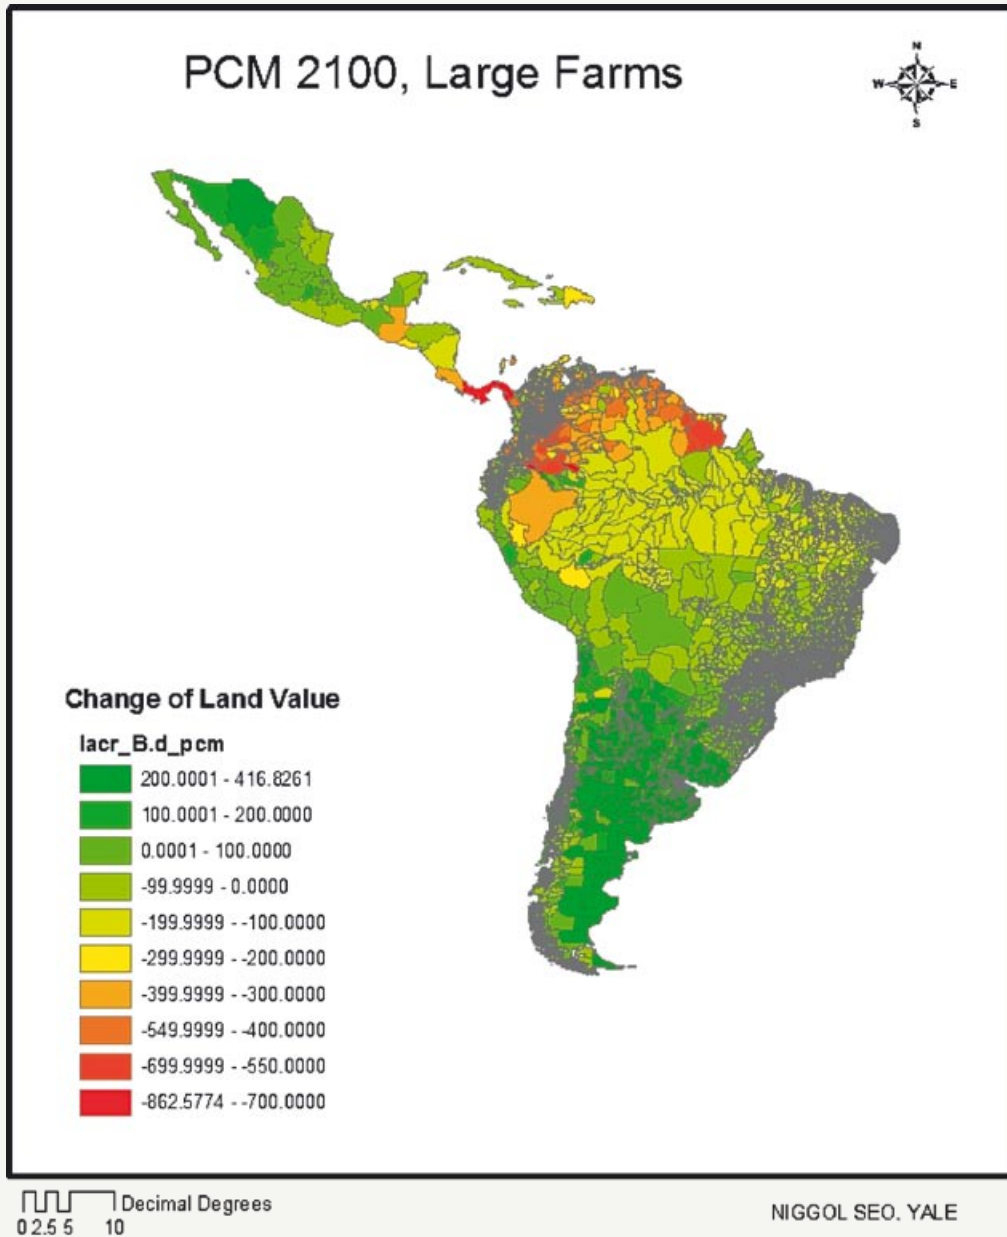 PCM 2100, Large Farms
N
W E
S
Change of Land Value
lacr_B.d_pcm
200.0001 - 416.8261
100.0001 - 200.0000
0.0001 - 100.0000
-99.9999 - 0.0000
-199.9999 - -100.0000
-299.9999 - -200.0000
-399.9999 - -300.0000
-549.9999 - -400.0000
-699.9999 - -550.0000
-862.5774 - -700.0000
Decimal Degrees
0 2.5 5 10
NIGGOL SEO, YALE